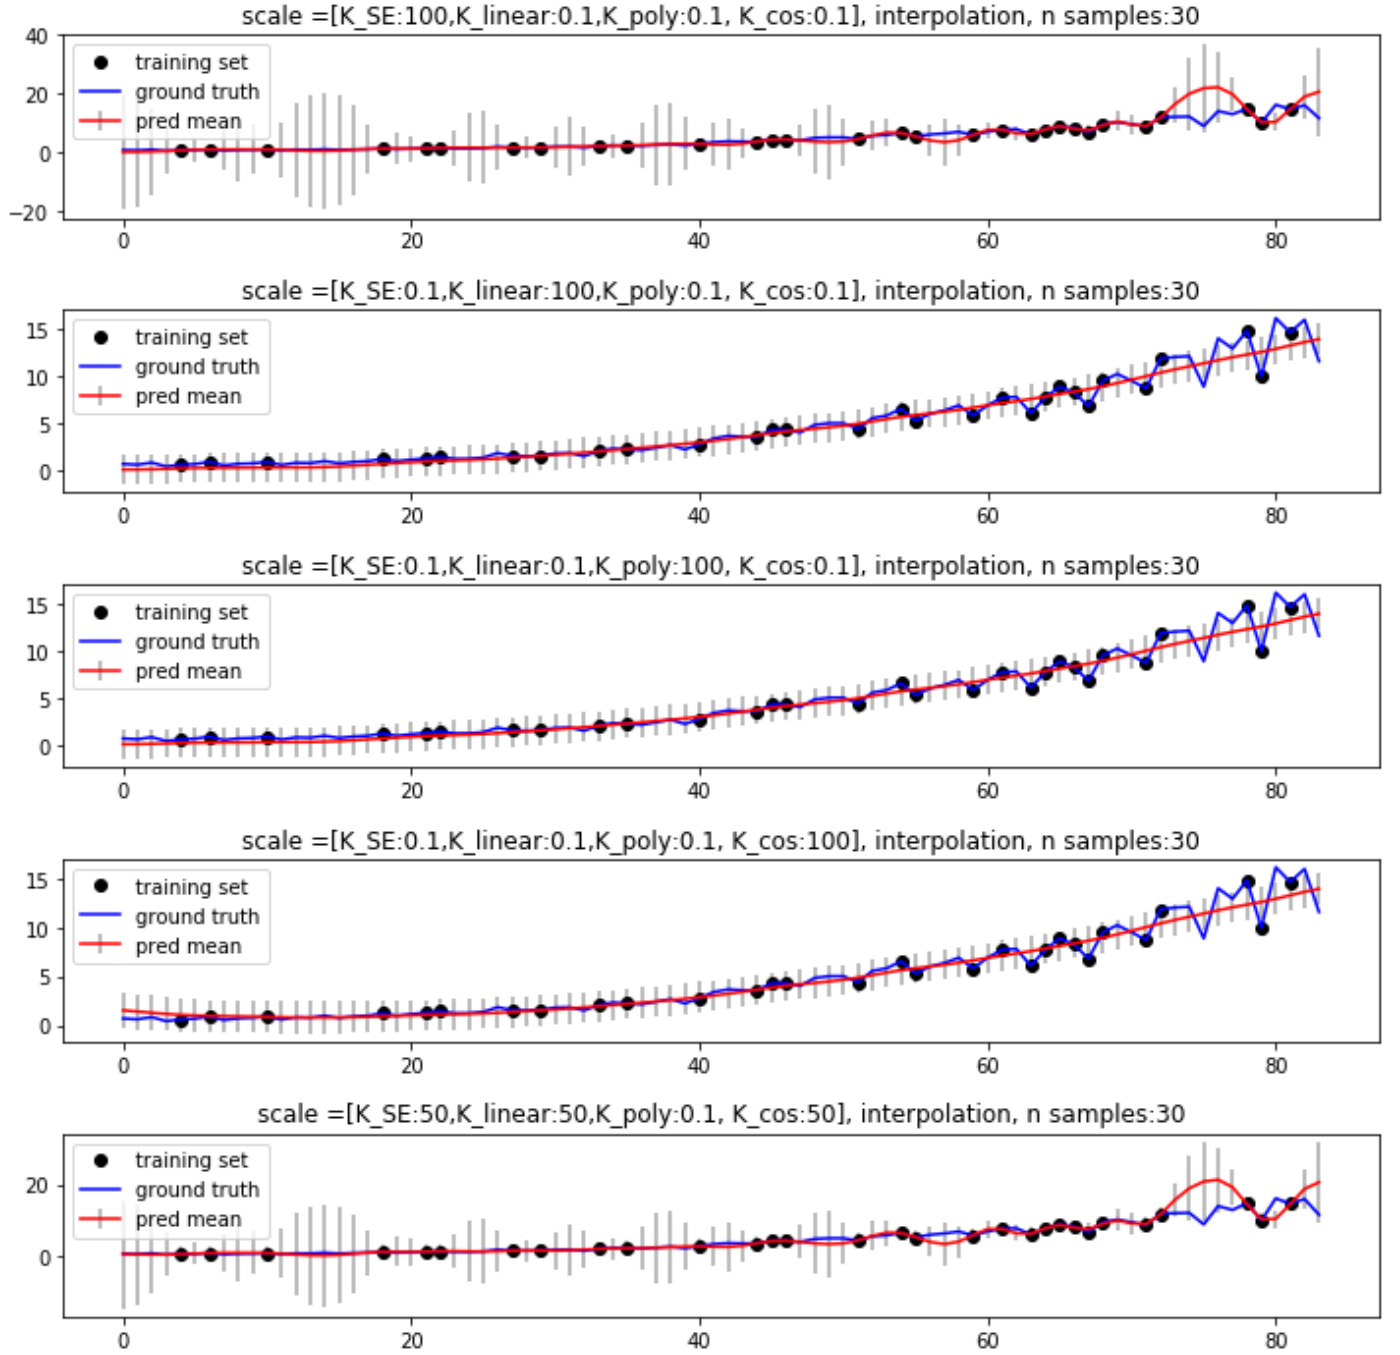 scale =[K_SE:100,K_linear:0.1,K_poly:0.1, K_cos:0.1], interpolation, n samples:30
40
20
0
−20
training set
ground truth
pred mean
0 20 40 60 80
scale =[K_SE:0.1,K_linear:100,K_poly:0.1, K_cos:0.1], interpolation, n samples:30
15
10
5
0
training set
ground truth
pred mean
0 20 40 60 80
scale =[K_SE:0.1,K_linear:0.1,K_poly:100, K_cos:0.1], interpolation, n samples:30
15
10
5
0
training set
ground truth
pred mean
0 20 40 60 80
scale =[K_SE:0.1,K_linear:0.1,K_poly:0.1, K_cos:100], interpolation, n samples:30
15
10
5
0
training set
ground truth
pred mean
0 20 40 60 80
scale =[K_SE:50,K_linear:50,K_poly:0.1, K_cos:50], interpolation, n samples:30
20
0
training set
ground truth
pred mean
0 20 40 60 80